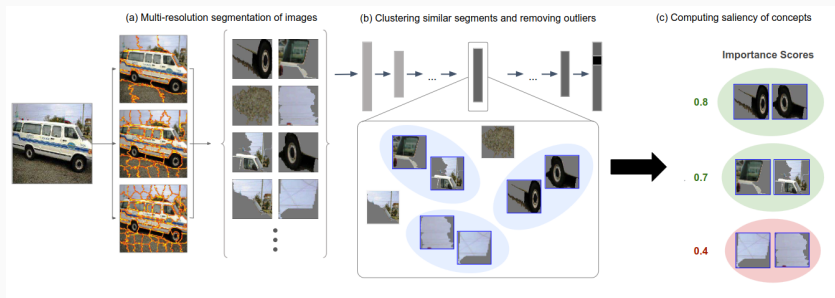 (a) Multi-resolution segmentation of images
(b) Clustering similar segments and removing outliers
(c) Computing saliency of concepts
...
...
Importance Scores
0.8
0.7
0.4